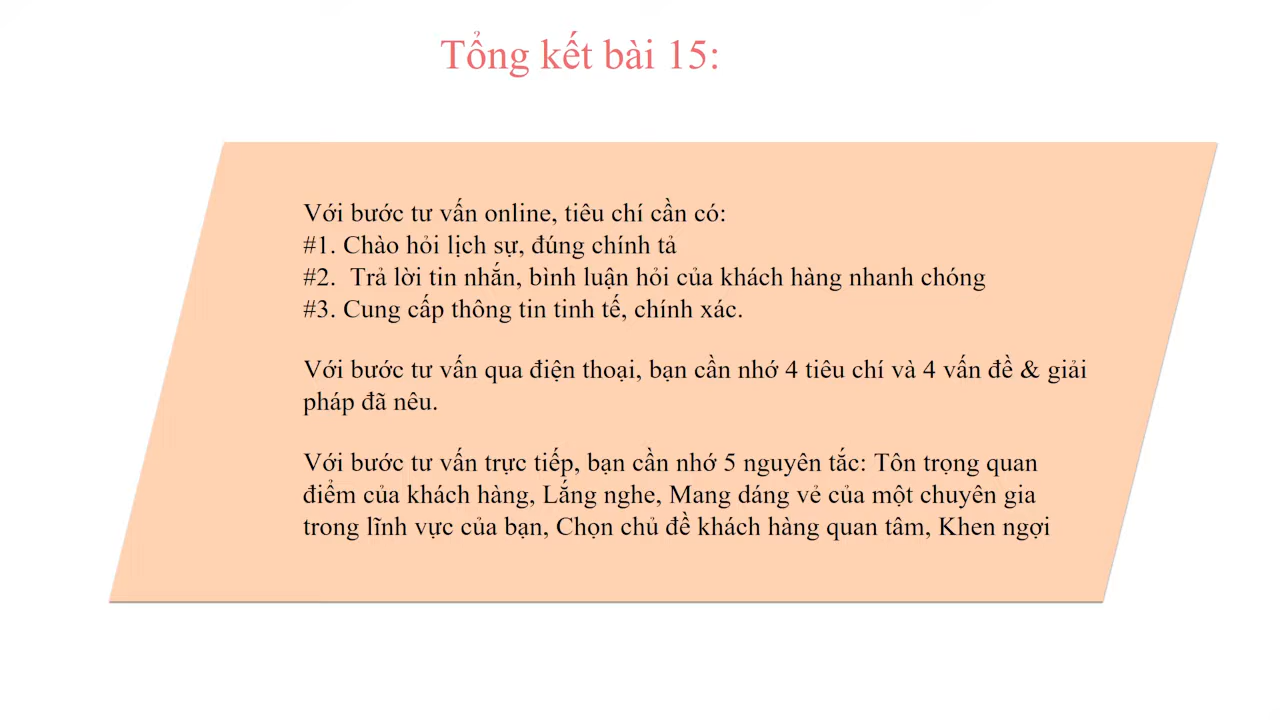 Tổng kết bài 15:
Với bước tư vấn online, tiêu chí cần có:
#1. Chào hỏi lịch sự, đúng chính tả
#2. Trả lời tin nhắn, bình luận hỏi của khách hàng nhanh chóng
#3. Cung cấp thông tin tinh tế, chính xác.
Với bước tư vấn qua điện thoại, bạn cần nhớ 4 tiêu chí và 4 vấn đề & giải
pháp đã nêu.
Với bước tư vấn trực tiếp, bạn cần nhớ 5 nguyên tắc: Tôn trọng quan
điểm của khách hàng, Lắng nghe, Mang dáng vẻ của một chuyên gia
trong lĩnh vực của bạn, Chọn chủ đề khách hàng quan tâm, Khen ngợi